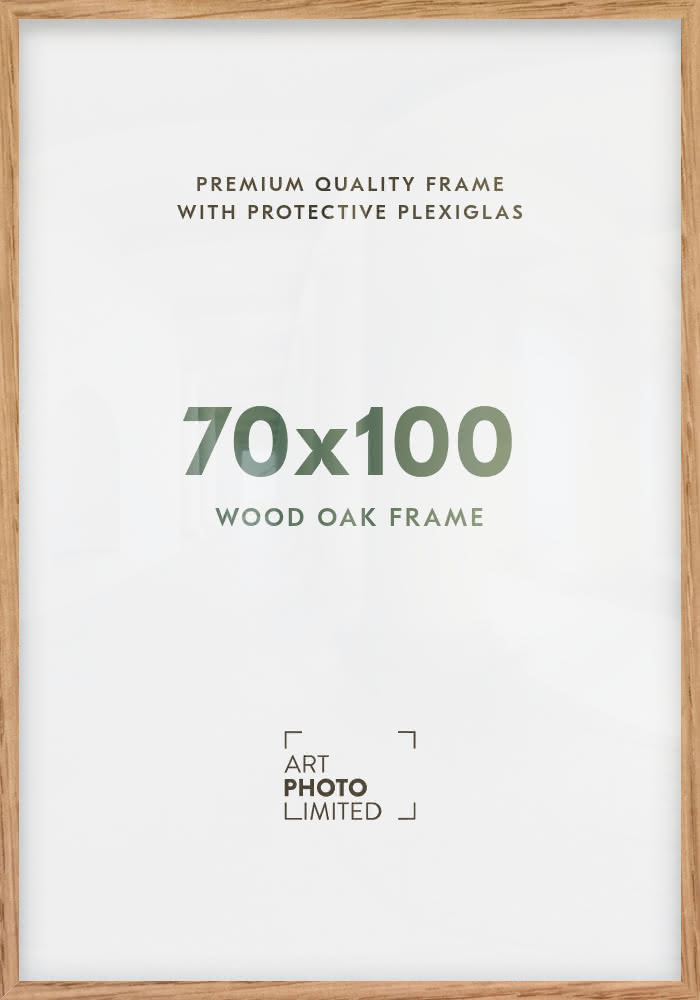 PREMIUM QUALITY FRAME
WITH PROTECTIVE PLEXIGLAS
70x100
WOOD OAK FRAME
ART
PHOTO
LIMITED